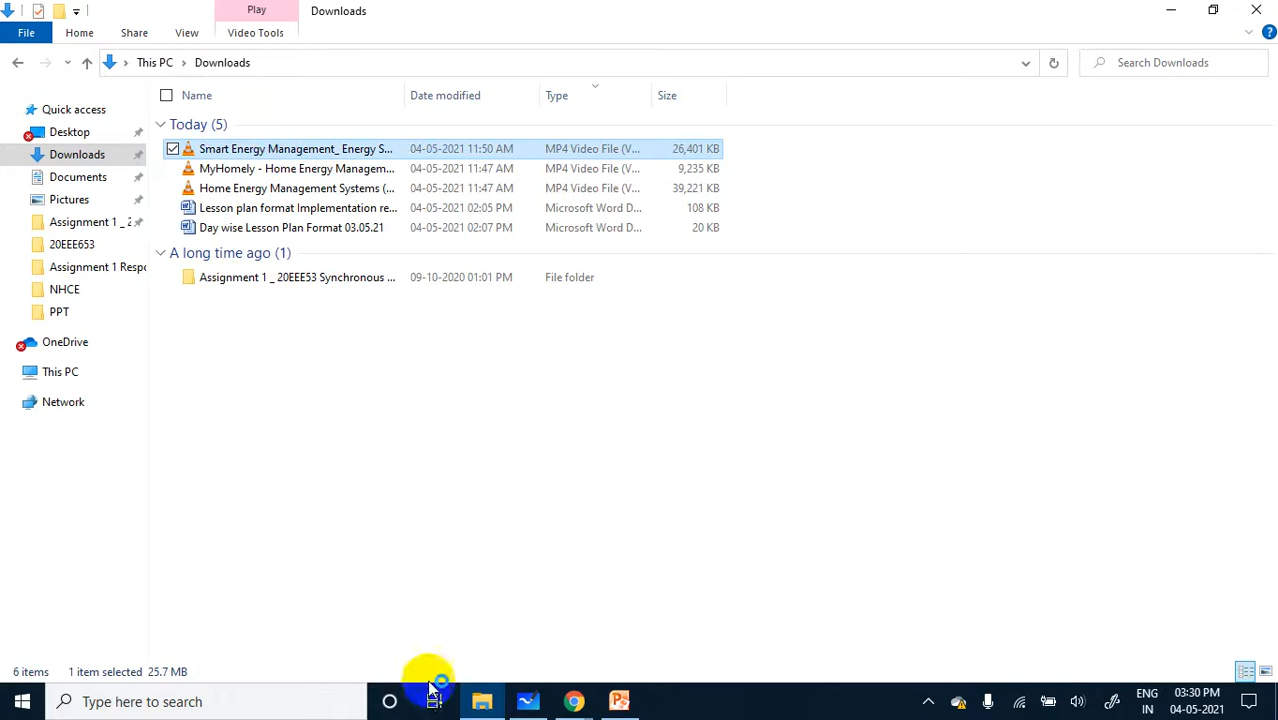 Play
Downloads
File
Home
Share
View
Video Tools
This PC
Downloads
Search Downloads
Name
Date modified
Type
Size
Quick access
Desktop
Downloads
Documents
Pictures
Assignment 1 _ 2
20EEE653
Assignment 1 Respo
NHCE
PPT
OneDrive
This PC
Network
Today (5)
Smart Energy Management_ Energy S... 04-05-2021 11:50 AM MP4 Video File (V... 26,401 KB
MyHomely - Home Energy Managem... 04-05-2021 11:47 AM MP4 Video File (V... 9,235 KB
Home Energy Management Systems (... 04-05-2021 11:47 AM MP4 Video File (V... 39,221 KB
Lesson plan format Implementation re... 04-05-2021 02:05 PM Microsoft Word D... 108 KB
Day wise Lesson Plan Format 03.05.21 04-05-2021 02:07 PM Microsoft Word D... 20 KB
A long time ago (1)
Assignment 1 _ 20EEE53 Synchronous ... 09-10-2020 01:01 PM File folder
6 items 1 item selected 25.7 MB
Type here to search
ENG
IN
03:30 PM
04-05-2021